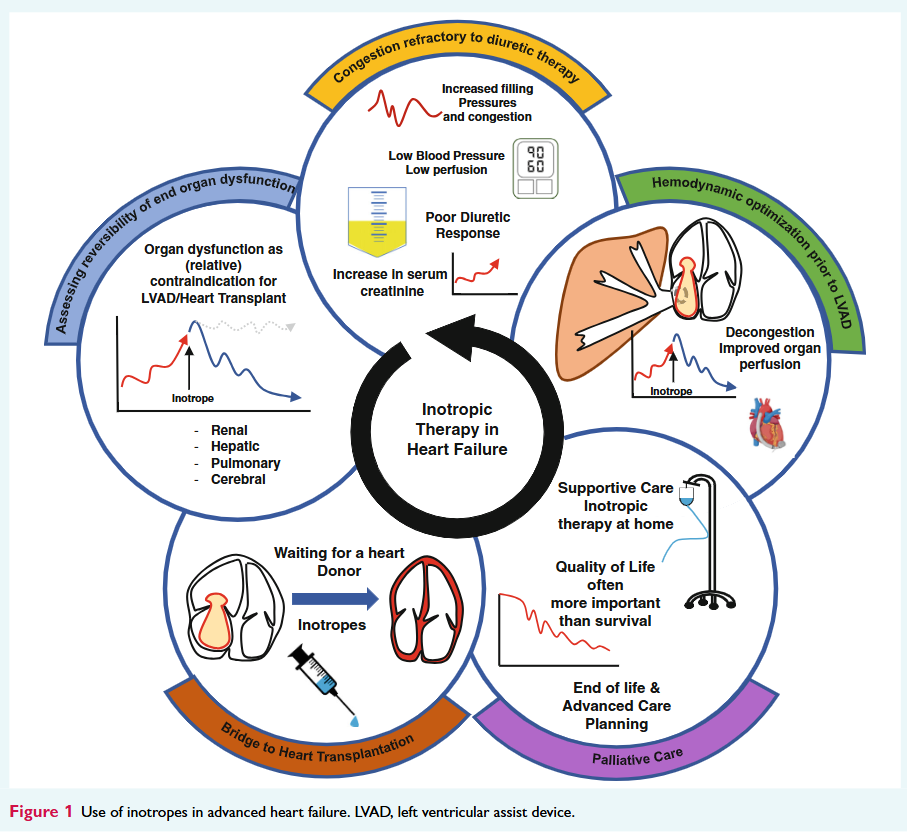 Congestion refractory to diuretic therapy
Increased filling
Pressures
and congestion
Low Blood Pressure
Low perfusion
90
60
Poor Diuretic
Response
Increase in serum
creatinine
Hemodynamic optimization prior to LVAD
Decongestion
Improved organ
perfusion
Inotrope
Assessing reversibility of end organ dysfunction
Organ dysfunction as
(relative)
contraindication for
LVAD/Heart Transplant
Inotrope
- Renal
- Hepatic
- Pulmonary
- Cerebral
Inotropic
Therapy in
Heart Failure
Supportive Care
Inotropic
therapy at home
Quality of Life
often
more important
than survival
End of life &
Advanced Care
Planning
Palliative Care
Waiting for a heart
Donor
Inotropes
Bridge to Heart Transplantation
Figure 1 Use of inotropes in advanced heart failure. LVAD, left ventricular assist device.